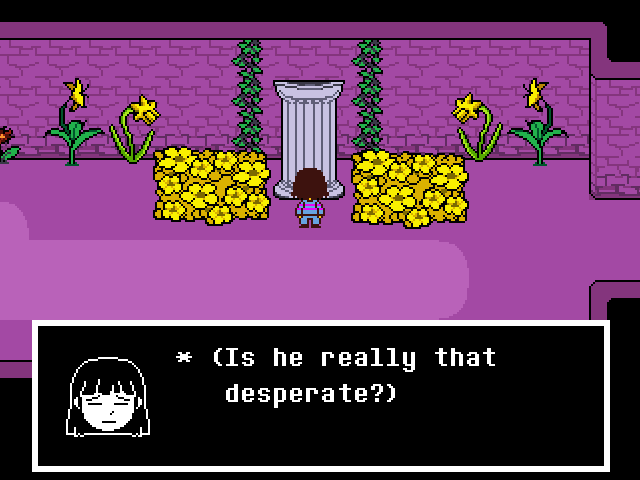 * (Is he really that
desperate?)